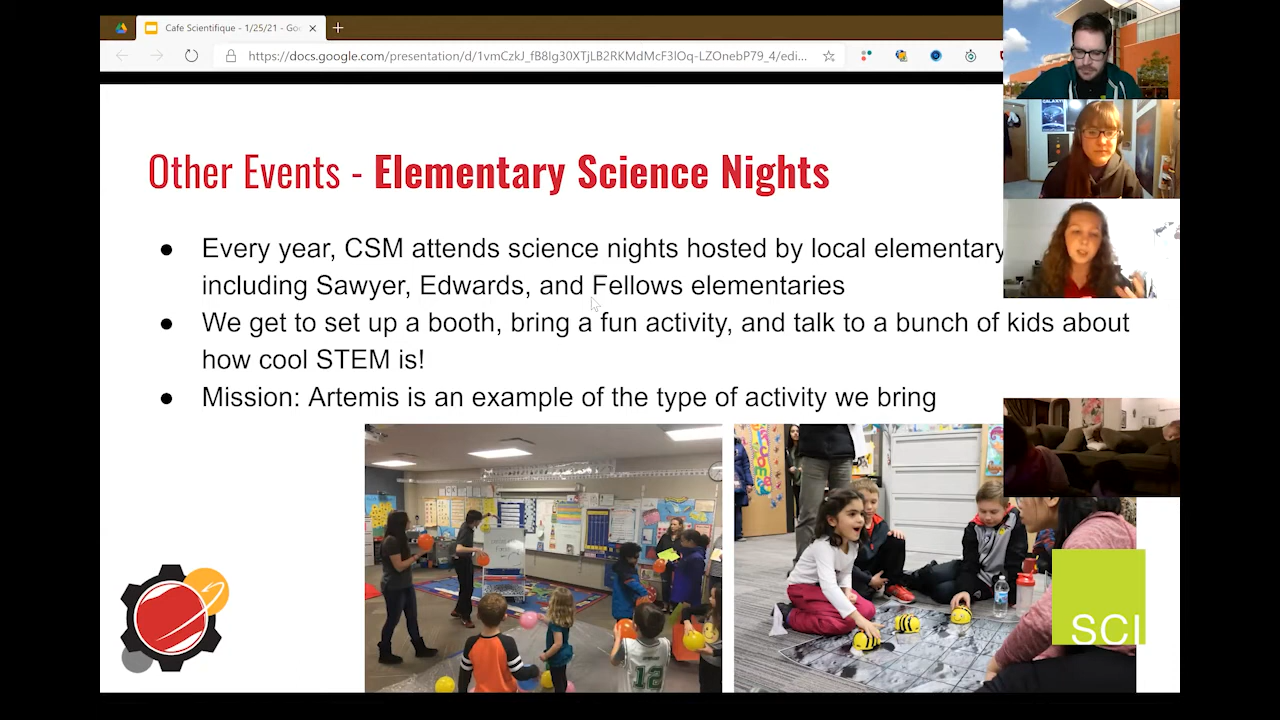 Cafe Scientifique - 1/25/21 - Goo
https://docs.google.com/presentation/d/1vmCzkJ_fB8Ig30XTjLB2RKMdMcF3IOq-LZOnebP79_4/edi...
Other Events - Elementary Science Nights
● Every year, CSM attends science nights hosted by local elementary
including Sawyer, Edwards, and Fellows elementaries
● We get to set up a booth, bring a fun activity, and talk to a bunch of kids about
how cool STEM is!
● Mission: Artemis is an example of the type of activity we bring
12
SCI